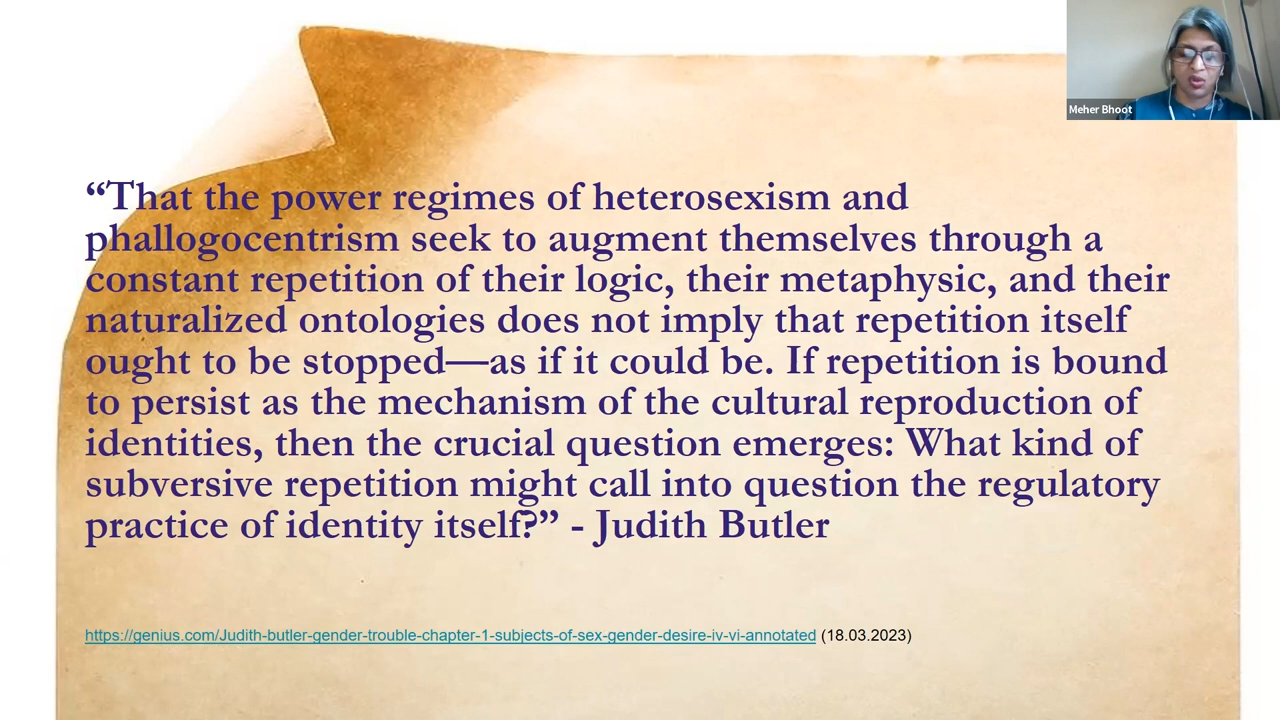 Meher Bhoot
“That the power regimes of heterosexism and
phallogocentrism seek to augment themselves through a
constant repetition of their logic, their metaphysic, and their
naturalized ontologies does not imply that repetition itself
ought to be stopped—as if it could be. If repetition is bound
to persist as the mechanism of the cultural reproduction of
identities, then the crucial question emerges: What kind of
subversive repetition might call into question the regulatory
practice of identity itself?” - Judith Butler
https://genius.com/Judith-butler-gender-trouble-chapter-1-subjects-of-sex-gender-desire-iv-vi-annotated (18.03.2023)